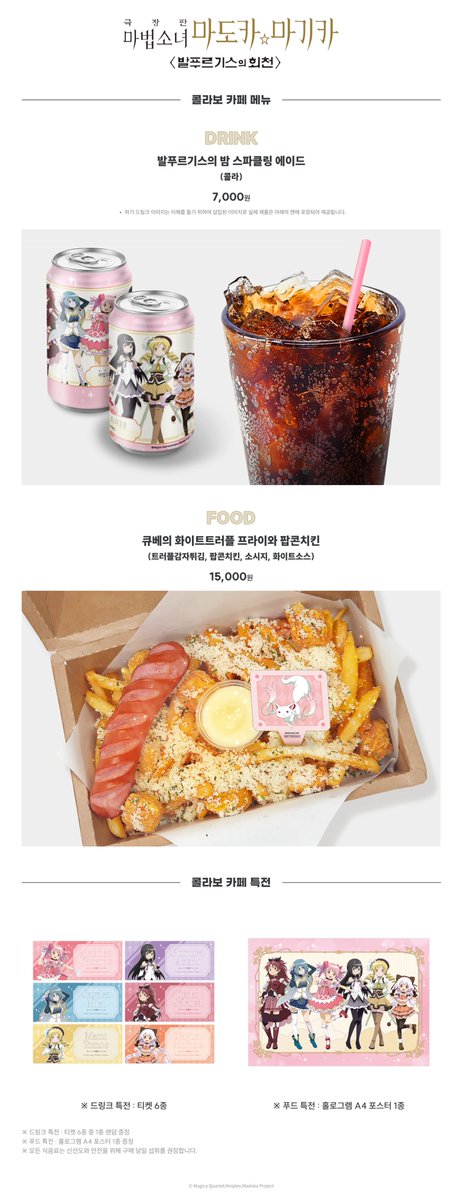 극장판
마법소녀 마도카☆마기카
〈발푸르기스의 회천〉
콜라보 카페 메뉴
DRINK
발푸르기스의 밤 스파클링 에이드
(콜라)
7,000원
FOOD
큐베의 화이트트러플 프라이와 팝콘치킨
(트러플감자튀김, 팝콘치킨, 소시지, 화이트소스)
15,000원
콜라보 카페 특전
※ 드링크 특전 : 티켓 6종
※ 푸드 특전 : 홀로그램 A4 포스터 1종
※ 드링크 특전 : 티켓 6종 중 1종 랜덤 증정
※ 푸드 특전 : 홀로그램 A4 포스터 1종 증정
※ 모든 식음료는 신선도와 안전을 위해 구매 당일 섭취를 권장합니다.
© Magica Quartet/Aniplex,Madoka Project